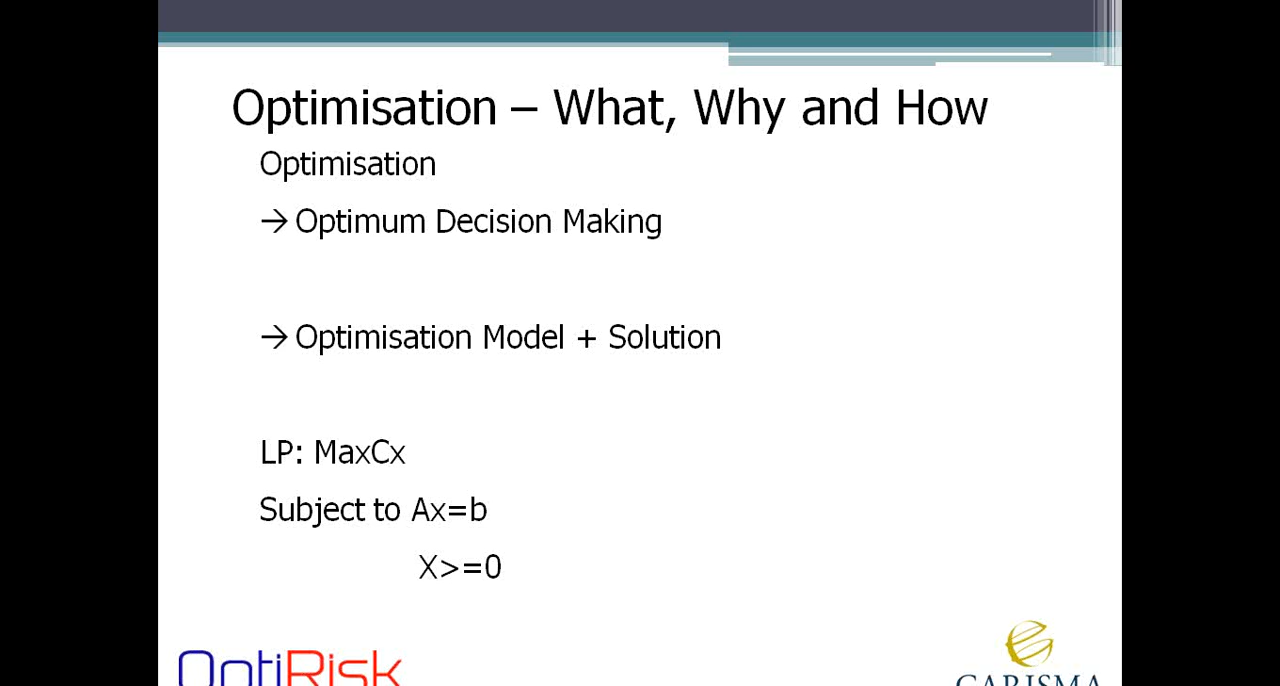 Optimisation – What, Why and How
Optimisation
→ Optimum Decision Making
→ Optimisation Model + Solution
LP: MaxCx
Subject to Ax=b
X>=0
OptiRisk
CARISMA